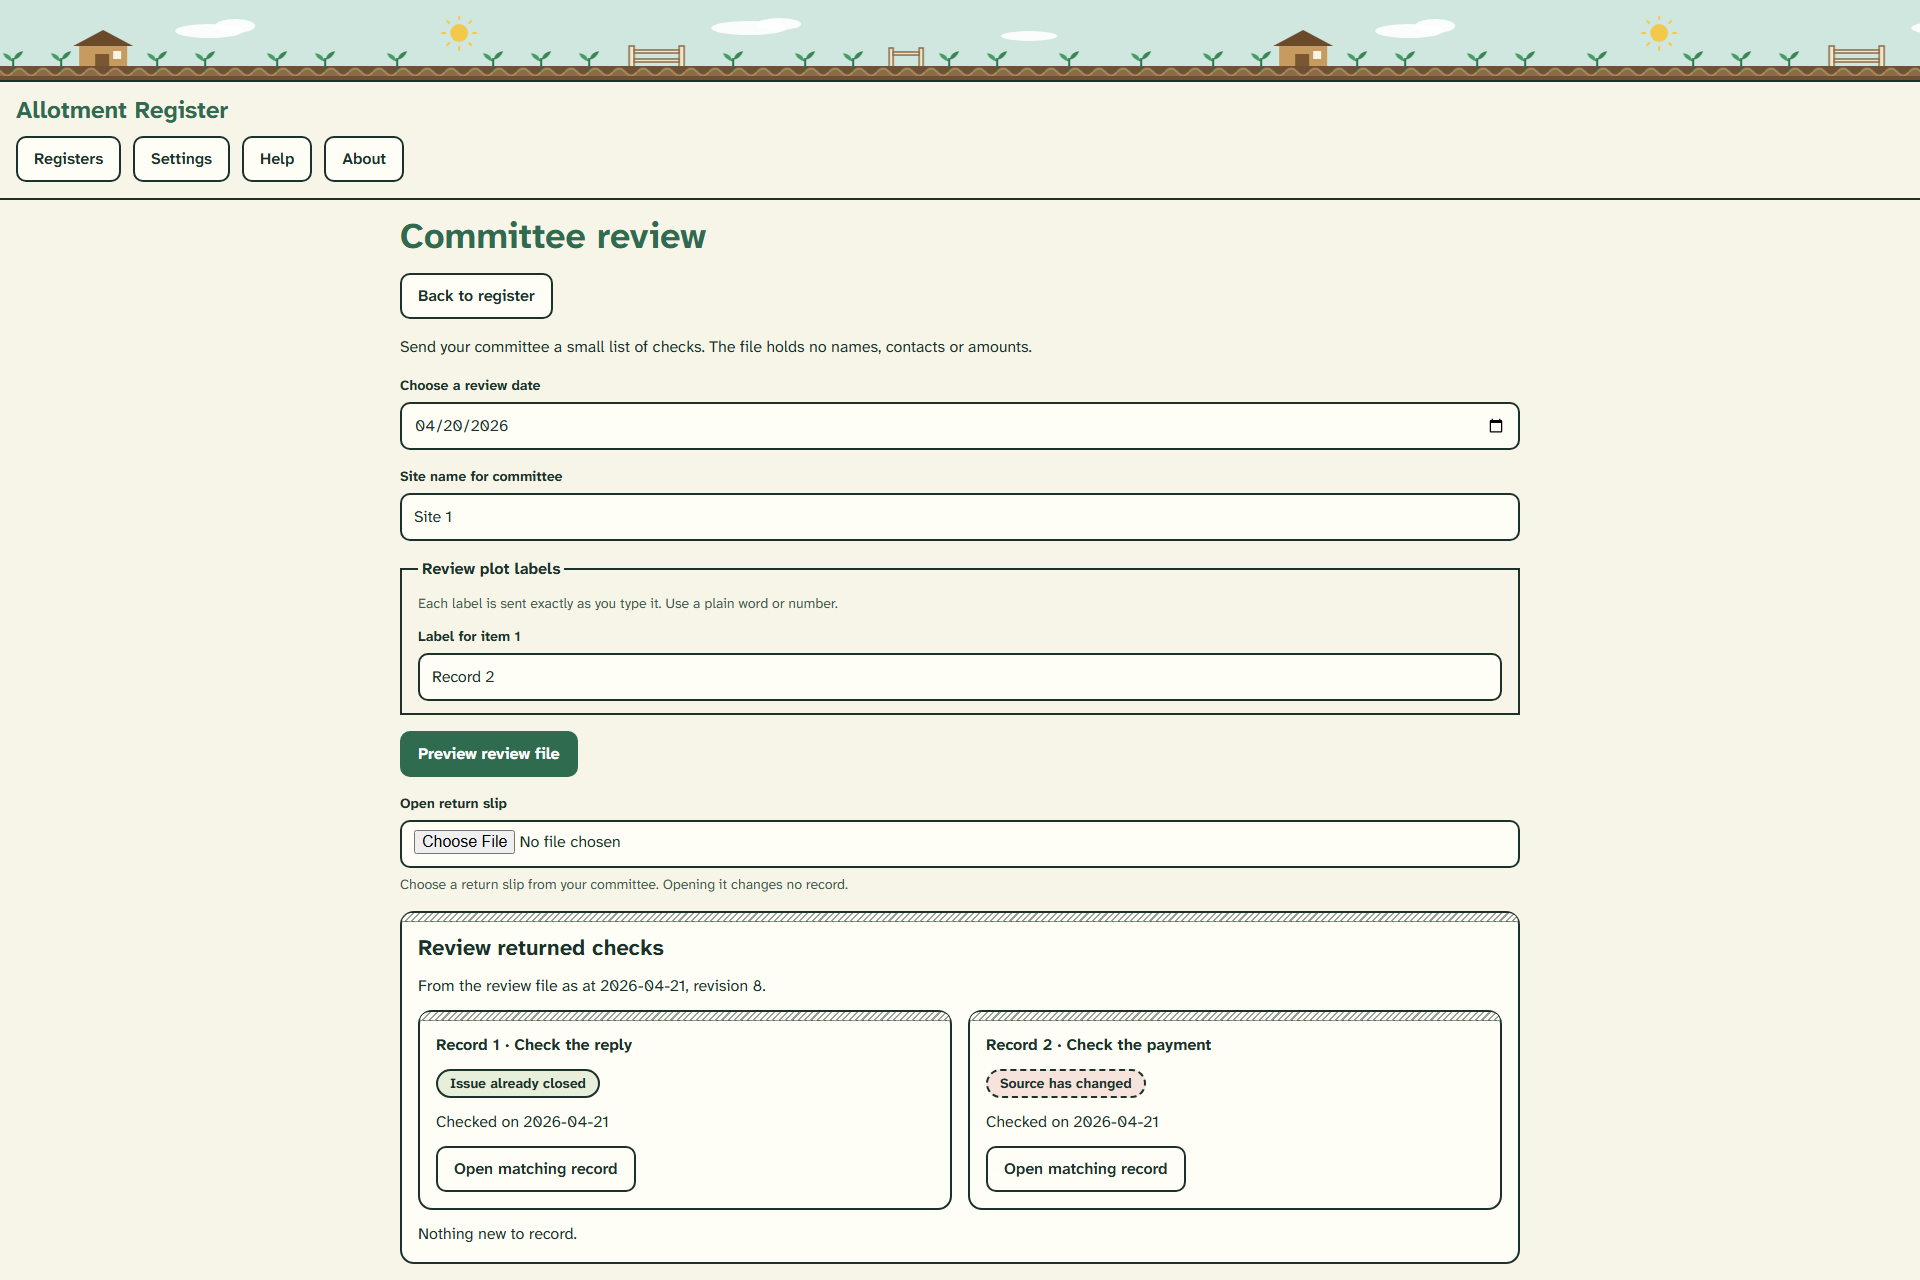 Allotment Register
Registers Settings Help About
Committee review
Back to register
Send your committee a small list of checks. The file holds no names, contacts or amounts.
Choose a review date
04/20/2026
Site name for committee
Site 1
Review plot labels
Each label is sent exactly as you type it. Use a plain word or number.
Label for item 1
Record 2
Preview review file
Open return slip
Choose File No file chosen
Choose a return slip from your committee. Opening it changes no record.
Review returned checks
From the review file as at 2026-04-21, revision 8.
Record 1 · Check the reply
Issue already closed
Checked on 2026-04-21
Open matching record
Record 2 · Check the payment
Source has changed
Checked on 2026-04-21
Open matching record
Nothing new to record.